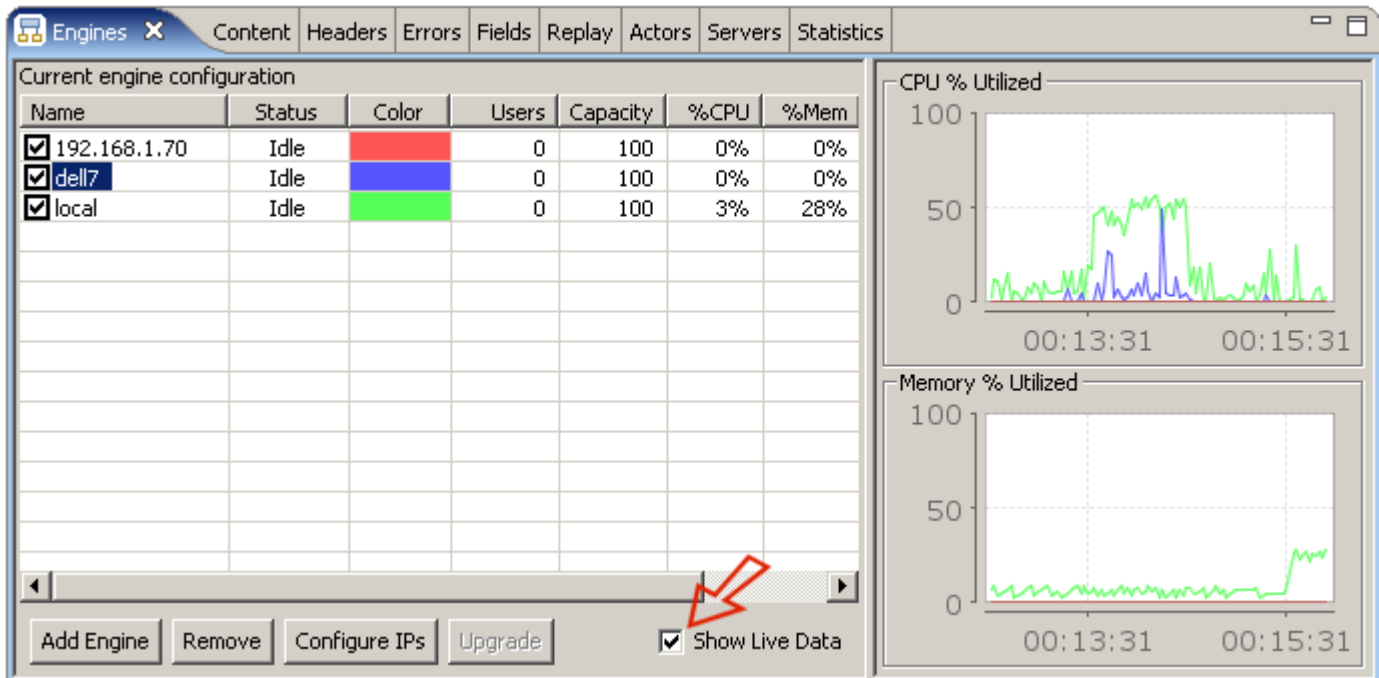 Engines Content Headers Errors Fields Replay Actors Servers Statistics
Current engine configuration
Name Status Color Users Capacity %CPU %Mem
192.168.1.70 Idle 0 100 0% 0%
dell7 Idle 0 100 0% 0%
local Idle 0 100 3% 28%
Add Engine Remove Configure IPs Upgrade Show Live Data
CPU % Utilized
100
50
0
00:13:31 00:15:31
Memory % Utilized
100
50
0
00:13:31 00:15:31